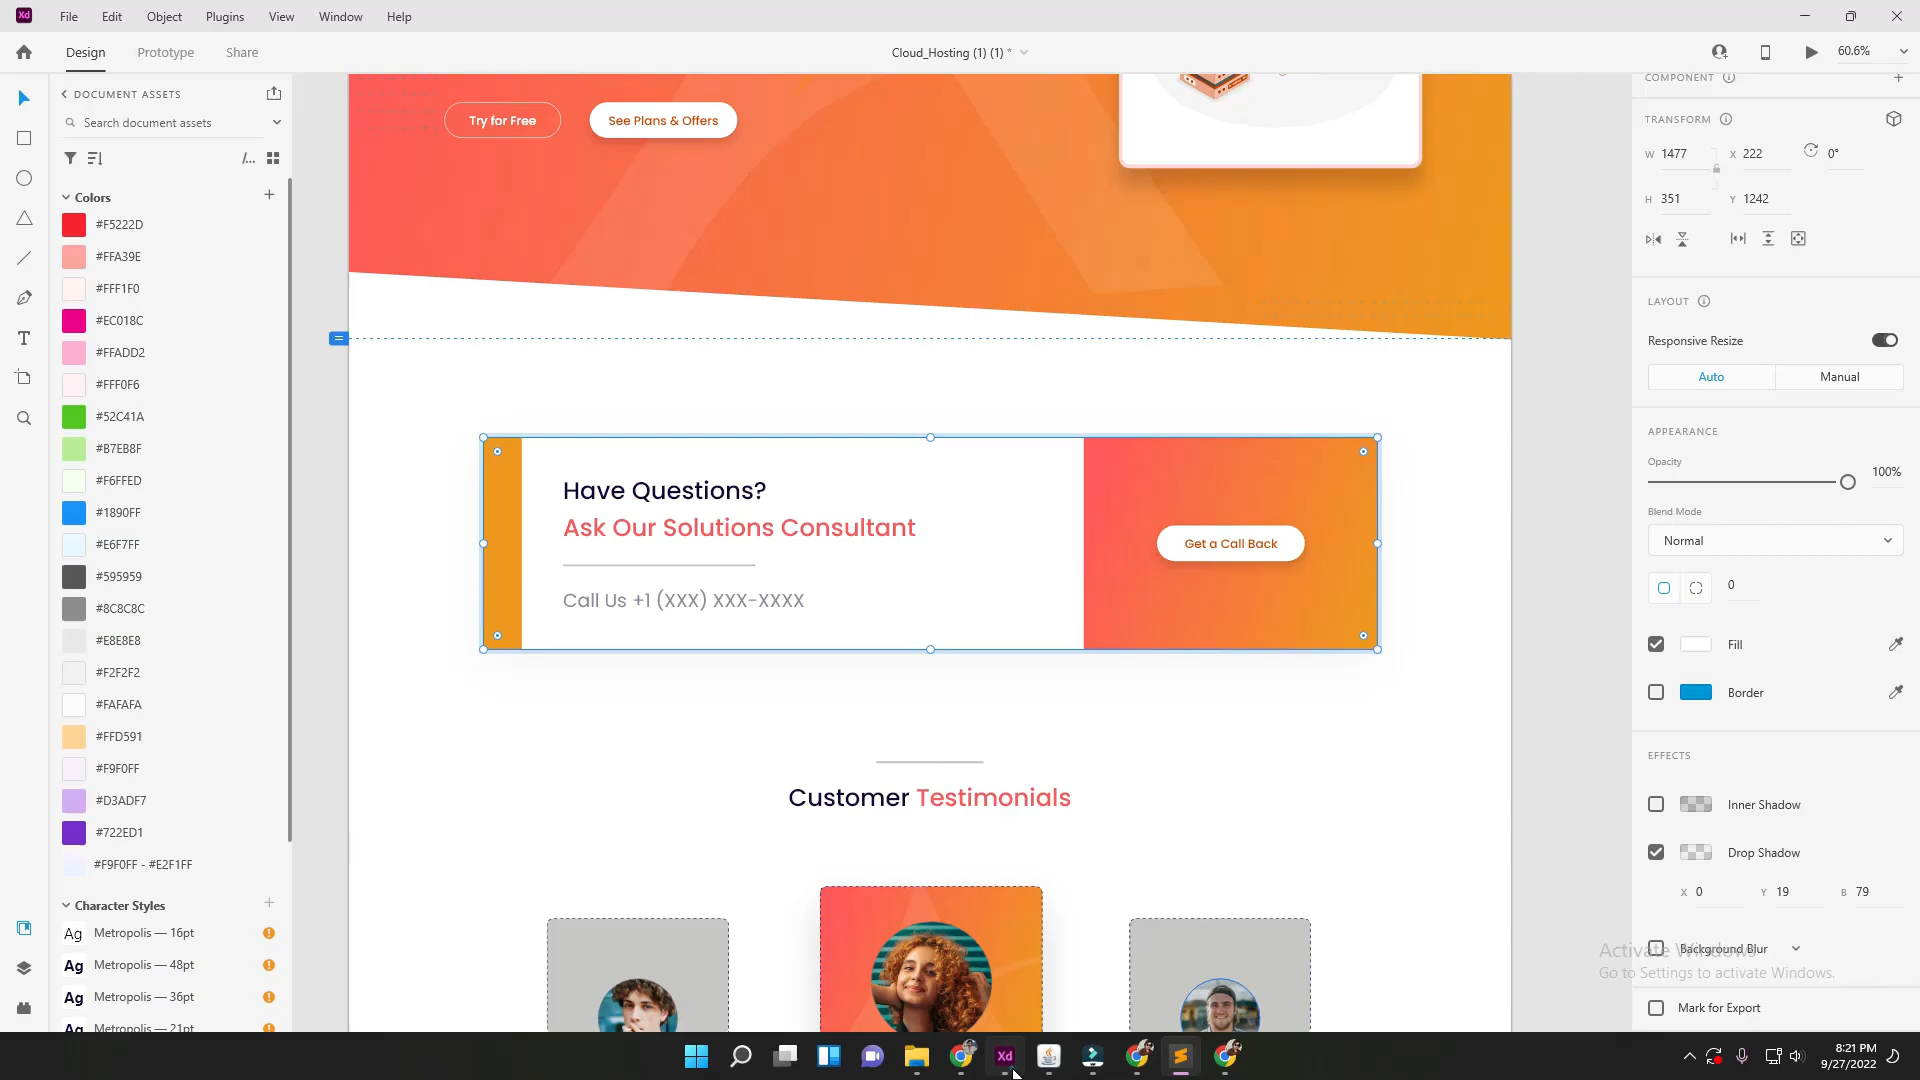 Xd File Edit Object Plugins View Window Help
Design Prototype Share
Cloud_Hosting (1) (1) *
60.6%
DOCUMENT ASSETS
Search document assets
/...
Colors
#F5222D
#FFA39E
#FFF1F0
#EC018C
#FFADD2
#FFF0F6
#52C41A
#B7EB8F
#F6FFED
#1890FF
#E6F7FF
#595959
#8C8C8C
#E8E8E8
#F2F2F2
#FAFAFA
#FFD591
#F9F0FF
#D3ADF7
#722ED1
#F9F0FF - #E2F1FF
Character Styles
Ag Metropolis — 16pt
Ag Metropolis — 48pt
Ag Metropolis — 36pt
Ag Metropolis — 21pt
Try for Free
See Plans & Offers
Have Questions?
Ask Our Solutions Consultant
Call Us +1 (XXX) XXX-XXXX
Get a Call Back
Customer Testimonials
COMPONENT
TRANSFORM
W 1477 X 222 0°
H 351 Y 1242
LAYOUT
Responsive Resize
Auto Manual
APPEARANCE
Opacity
100%
Blend Mode
Normal
0
Fill
Border
EFFECTS
Inner Shadow
Drop Shadow
X 0 Y 19 B 79
Background Blur
Activate Windows
Go to Settings to activate Windows.
Mark for Export
Xd
8:21 PM
9/27/2022